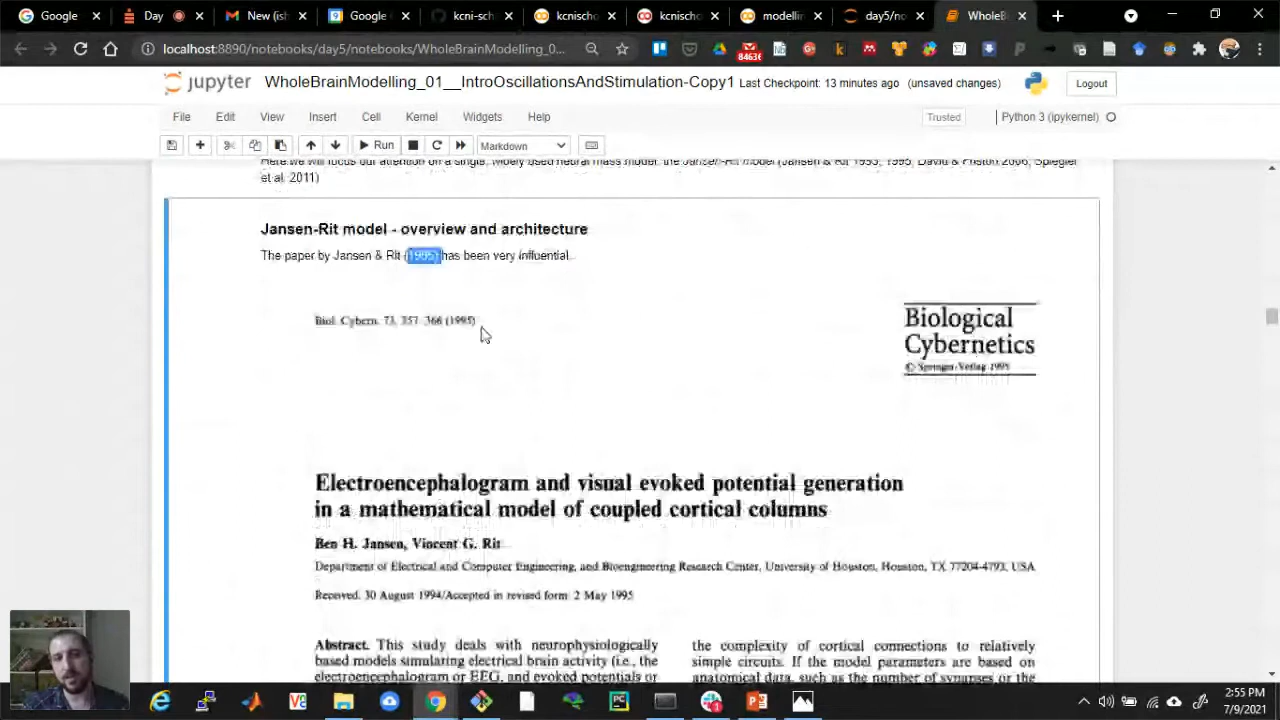 Google
Day
New (ish
Google
kcni-sch
kcnischo
kcnischo
modellin
day5/nu
WholeBr
localhost:8890/notebooks/day5/notebooks/WholeBrainModelling_0...
84636
jupyter WholeBrainModelling_01__IntroOscillationsAndStimulation-Copy1 Last Checkpoint: 13 minutes ago (unsaved changes)
Logout
File Edit View Insert Cell Kernel Widgets Help
Trusted
Python 3 (ipykernel)
Run
Markdown
Here we will focus our attention on a single, widely used neural mass model: the Jansen-Rit model (Jansen & Rit 1993, 1995, David & Friston 2006, Spiegler
et al. 2011)
Jansen-Rit model - overview and architecture
The paper by Jansen & Rit (1995) has been very influential.
Biol. Cybern. 73, 357-366 (1995)
Biological
Cybernetics
© Springer-Verlag 1995
Electroencephalogram and visual evoked potential generation
in a mathematical model of coupled cortical columns
Ben H. Jansen, Vincent G. Rit
Department of Electrical and Computer Engineering, and Bioengineering Research Center, University of Houston, Houston, TX 77204-4793, USA
Received: 30 August 1994/Accepted in revised form: 2 May 1995
Abstract. This study deals with neurophysiologically
based models simulating electrical brain activity (i.e., the
electroencephalogram or EEG, and evoked potentials or
the complexity of cortical connections to relatively
simple circuits. If the model parameters are based on
anatomical data, such as the number of synapses or the
2:55 PM
7/9/2021